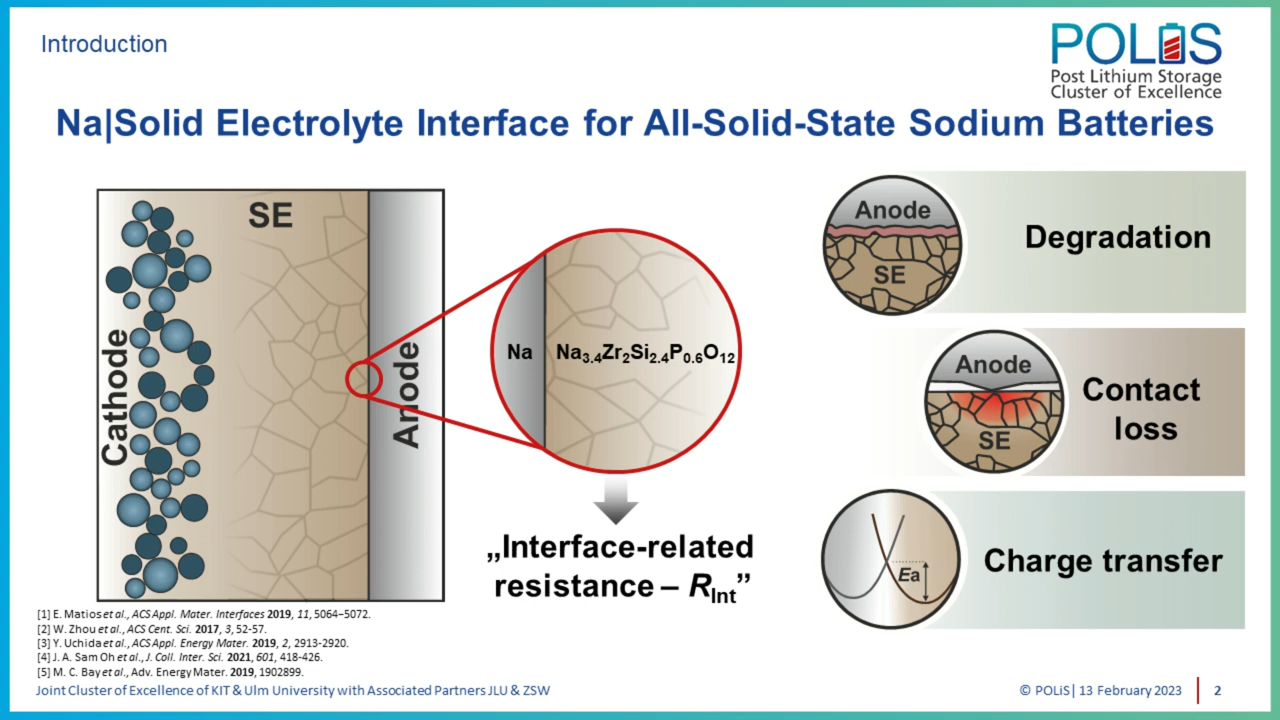 Introduction
POLiS
Post Lithium Storage
Cluster of Excellence
Na|Solid Electrolyte Interface for All-Solid-State Sodium Batteries
SE
Cathode
Anode
Na
Na₃.₄Zr₂Si₂.₄P₀.₆O₁₂
„Interface-related
resistance – R_Int”
Anode
SE
Degradation
Anode
SE
Contact
loss
Ea
Charge transfer
[1] E. Matios et al., ACS Appl. Mater. Interfaces 2019, 11, 5064−5072.
[2] W. Zhou et al., ACS Cent. Sci. 2017, 3, 52-57.
[3] Y. Uchida et al., ACS Appl. Energy Mater. 2019, 2, 2913-2920.
[4] J. A. Sam Oh et al., J. Coll. Inter. Sci. 2021, 601, 418-426.
[5] M. C. Bay et al., Adv. Energy Mater. 2019, 1902899.
Joint Cluster of Excellence of KIT & Ulm University with Associated Partners JLU & ZSW
© POLiS| 13 February 2023 | 2